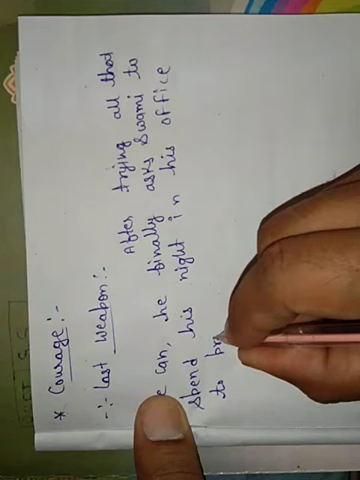 * Courage :-
-:- Last Weapon :-
After trying all that
e can, he finally asks Swami to
spend his night in his office
to pr